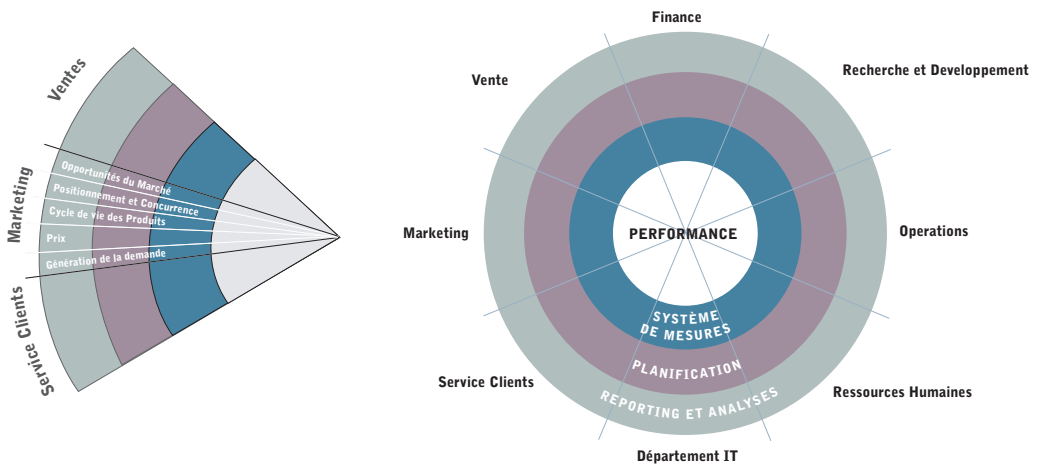 Ventes
Marketing
Service Clients
Opportunités du Marché
Positionnement et Concurrence
Cycle de vie des Produits
Prix
Génération de la demande
Finance
Vente
Recherche et Developpement
Marketing
PERFORMANCE
Operations
SYSTÈME
DE MESURES
PLANIFICATION
REPORTING ET ANALYSES
Service Clients
Ressources Humaines
Département IT